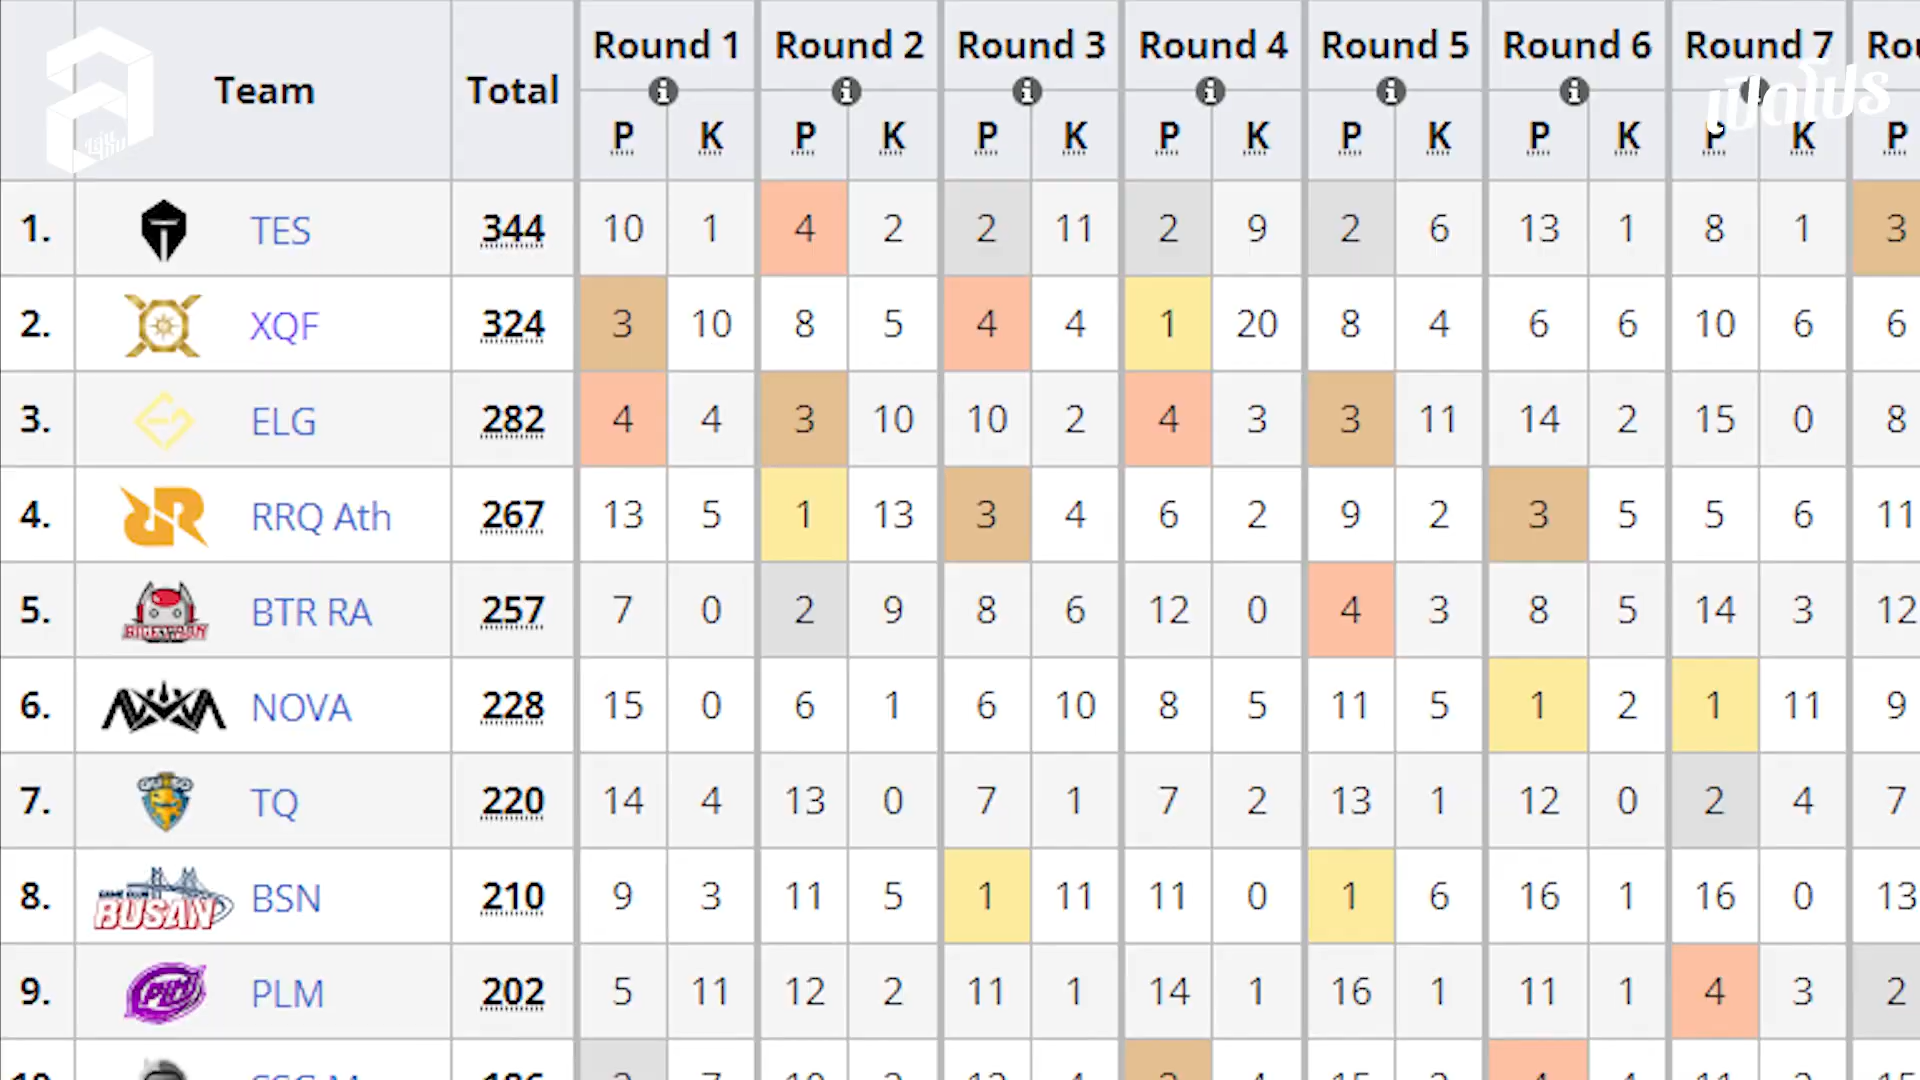 Team Total Round 1 Round 2 Round 3 Round 4 Round 5 Round 6 Round 7
P K P K P K P K P K P K P K P
1. TES 344 10 1 4 2 2 11 2 9 2 6 13 1 8 1 3
2. XQF 324 3 10 8 5 4 4 1 20 8 4 6 6 10 6 6
3. ELG 282 4 4 3 10 10 2 4 3 3 11 14 2 15 0 8
4. RRQ Ath 267 13 5 1 13 3 4 6 2 9 2 3 5 5 6 11
5. BTR RA 257 7 0 2 9 8 6 12 0 4 3 8 5 14 3 12
6. NOVA 228 15 0 6 1 6 10 8 5 11 5 1 2 1 11 9
7. TQ 220 14 4 13 0 7 1 7 2 13 1 12 0 2 4 7
8. BUSAN BSN 210 9 3 11 5 1 11 11 0 1 6 16 1 16 0 13
9. PLM PLM 202 5 11 12 2 11 1 14 1 16 1 11 1 4 3 2